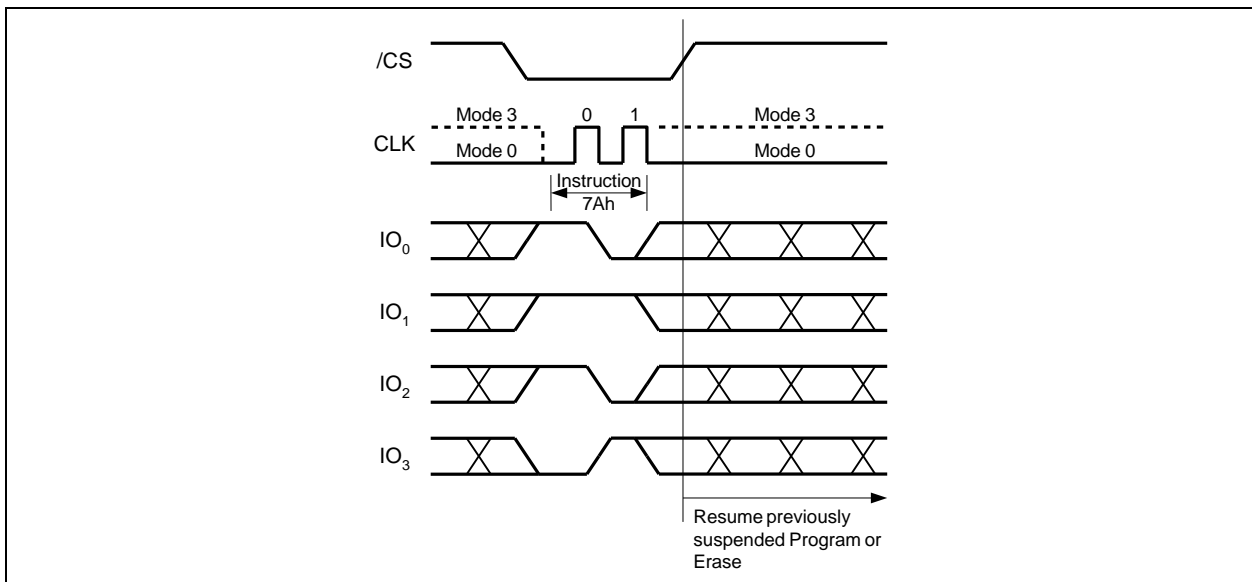 /CS
Mode 3 0 1 Mode 3
CLK
Mode 0 Mode 0
Instruction
7Ah
IO0
IO1
IO2
IO3
Resume previously
suspended Program or
Erase